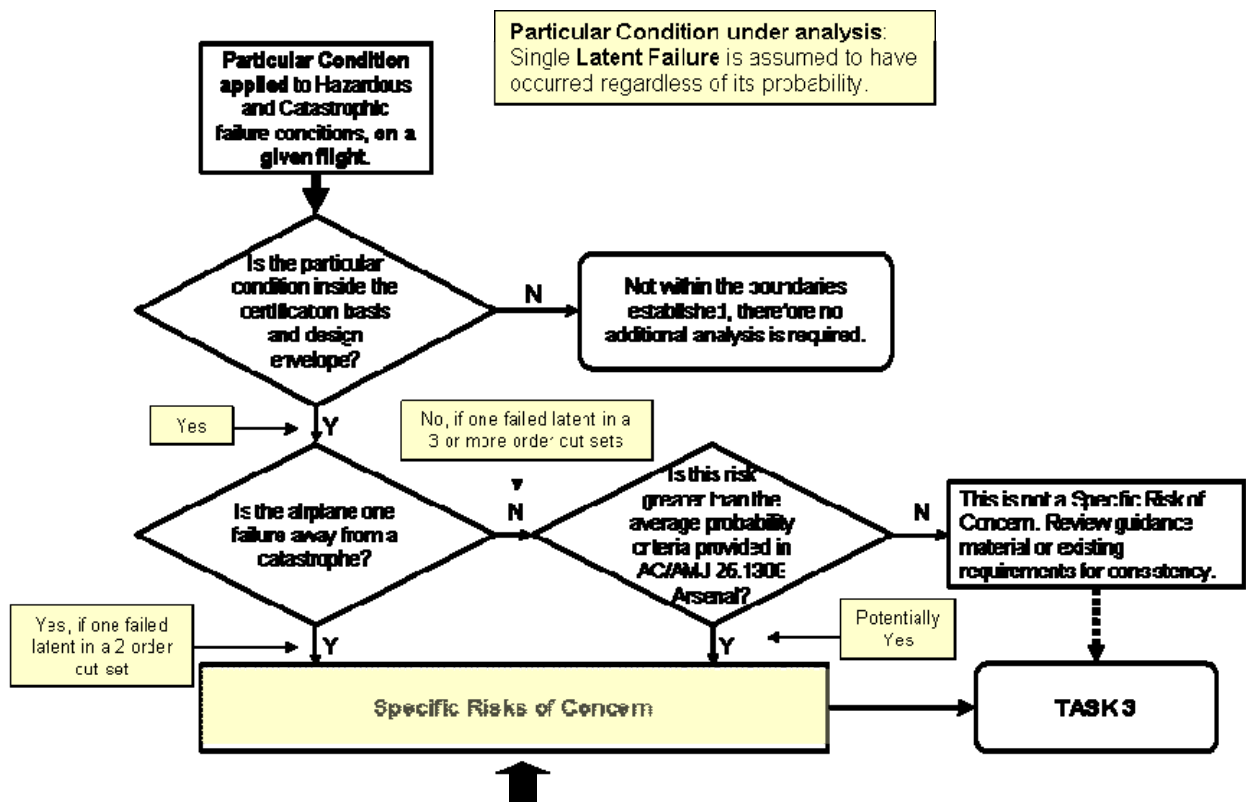 Particular Condition under analysis:
Single Latent Failure is assumed to have
occurred regardless of its probability.
Particular Condition
applied to Hazardous
and Catastrophic
failure conditions, on a
given flight.
Is the particular
condition inside the
certificaton basis
and design
envelope?
N
Not within the boundaries
established, therefore no
additional analysis is required.
Yes
Y
No, if one failed latent in a
3 or more order cut sets
Is the airplane one
failure away from a
catastrophe?
N
Is this risk
greater than the
average probability
criteria provided in
AC/AMJ 25.1309
Arsenal?
N
This is not a Specific Risk of
Concern. Review guidance
material or existing
requirements for consistency.
Yes, if one failed
latent in a 2 order
cut set
Y
Y
Potentially
Yes
Specific Risks of Concern
TASK 3